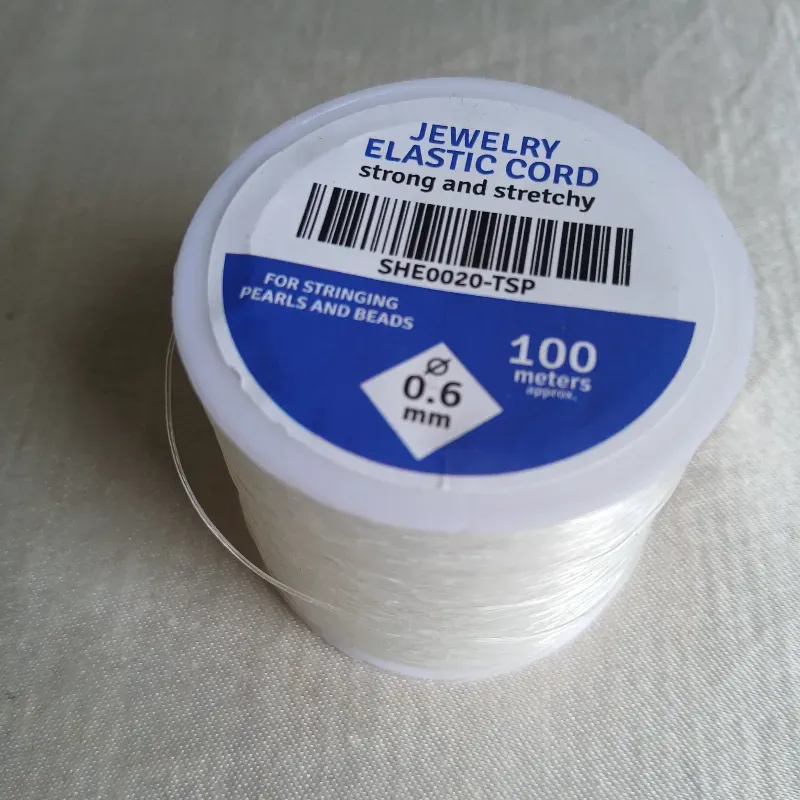 JEWELRY
ELASTIC CORD
strong and stretchy
SHE0020-TSP
FOR STRINGING
PEARLS AND BEADS
100
meters
approx.
Ø
0.6
mm